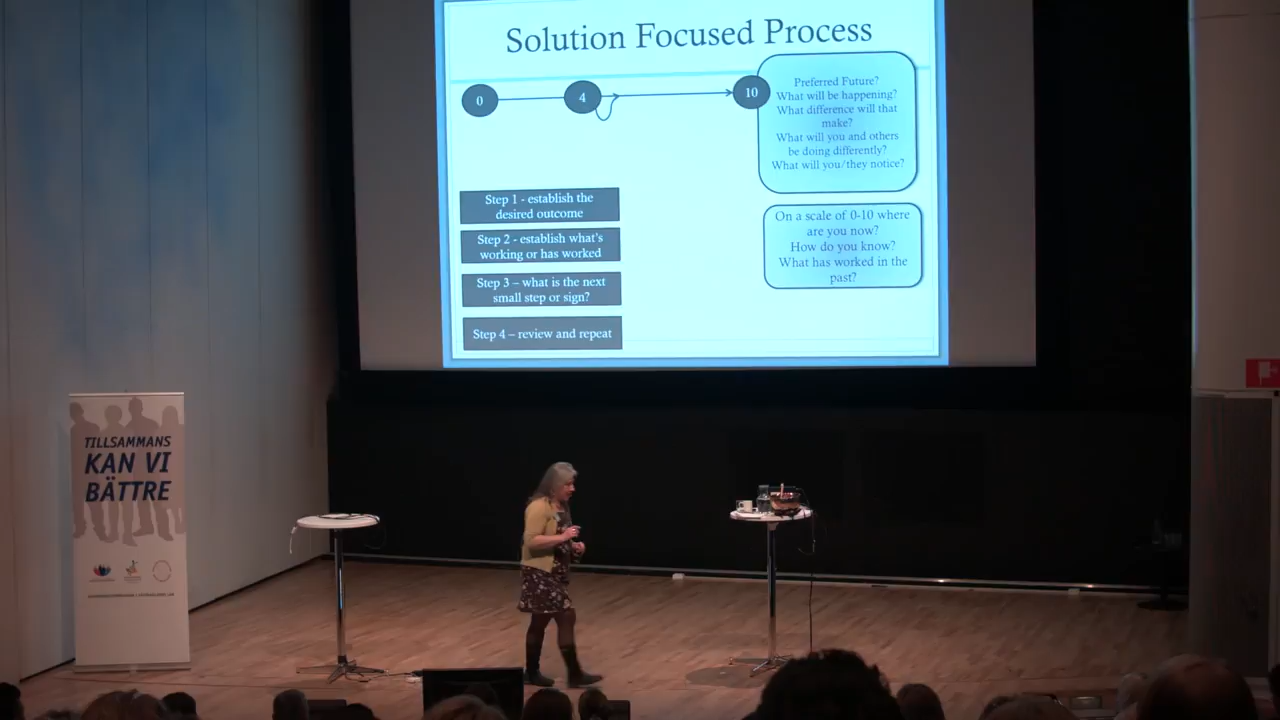 Solution Focused Process
0
4
10
Preferred Future?
What will be happening?
What difference will that
make?
What will you and others
be doing differently?
What will you/they notice?
On a scale of 0-10 where
are you now?
How do you know?
What has worked in the
past?
Step 1 - establish the
desired outcome
Step 2 - establish what's
working or has worked
Step 3 – what is the next
small step or sign?
Step 4 – review and repeat
TILLSAMMANS
KAN VI
BÄTTRE